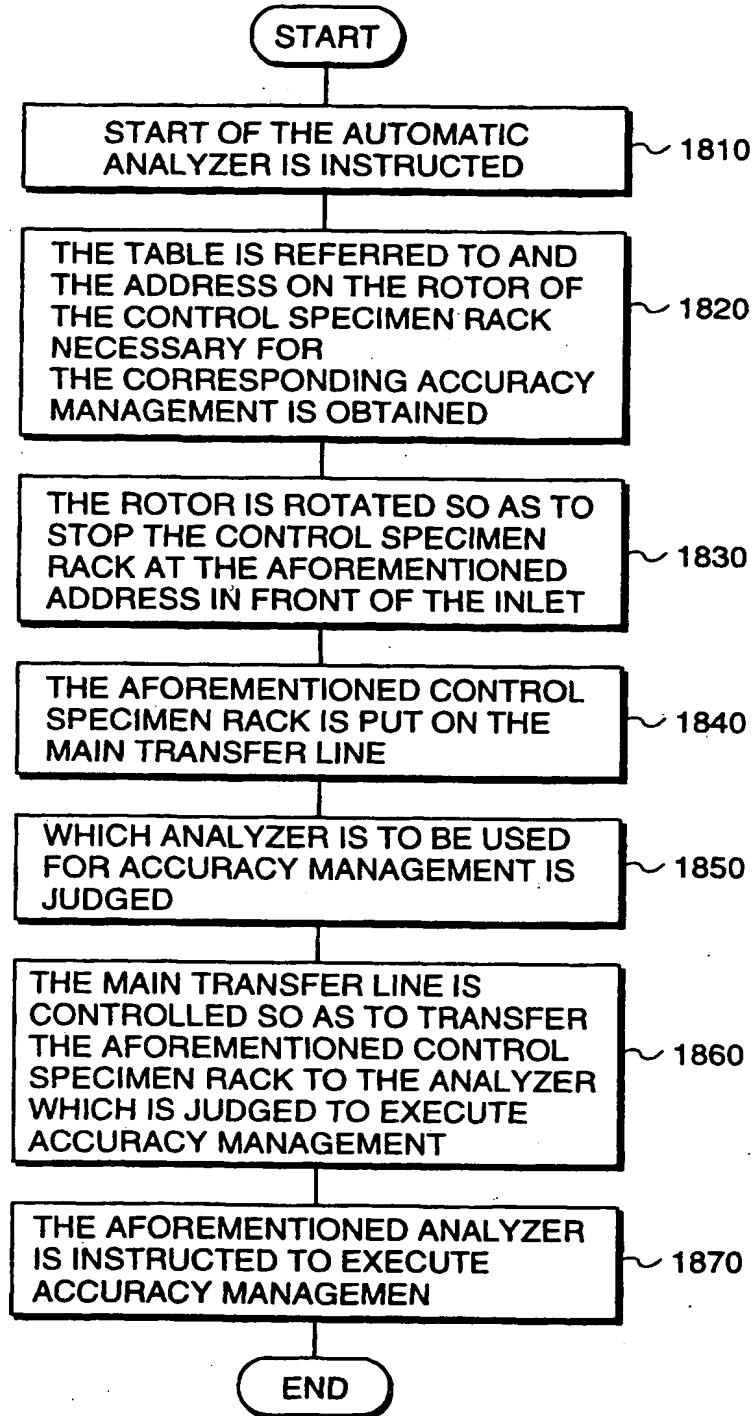 START
START OF THE AUTOMATIC
ANALYZER IS INSTRUCTED
1810
THE TABLE IS REFERRED TO AND
THE ADDRESS ON THE ROTOR OF
THE CONTROL SPECIMEN RACK
NECESSARY FOR
THE CORRESPONDING ACCURACY
MANAGEMENT IS OBTAINED
1820
THE ROTOR IS ROTATED SO AS TO
STOP THE CONTROL SPECIMEN
RACK AT THE AFOREMENTIONED
ADDRESS IN FRONT OF THE INLET
1830
THE AFOREMENTIONED CONTROL
SPECIMEN RACK IS PUT ON THE
MAIN TRANSFER LINE
1840
WHICH ANALYZER IS TO BE USED
FOR ACCURACY MANAGEMENT IS
JUDGED
1850
THE MAIN TRANSFER LINE IS
CONTROLLED SO AS TO TRANSFER
THE AFOREMENTIONED CONTROL
SPECIMEN RACK TO THE ANALYZER
WHICH IS JUDGED TO EXECUTE
ACCURACY MANAGEMENT
1860
THE AFOREMENTIONED ANALYZER
IS INSTRUCTED TO EXECUTE
ACCURACY MANAGEMEN
1870
END